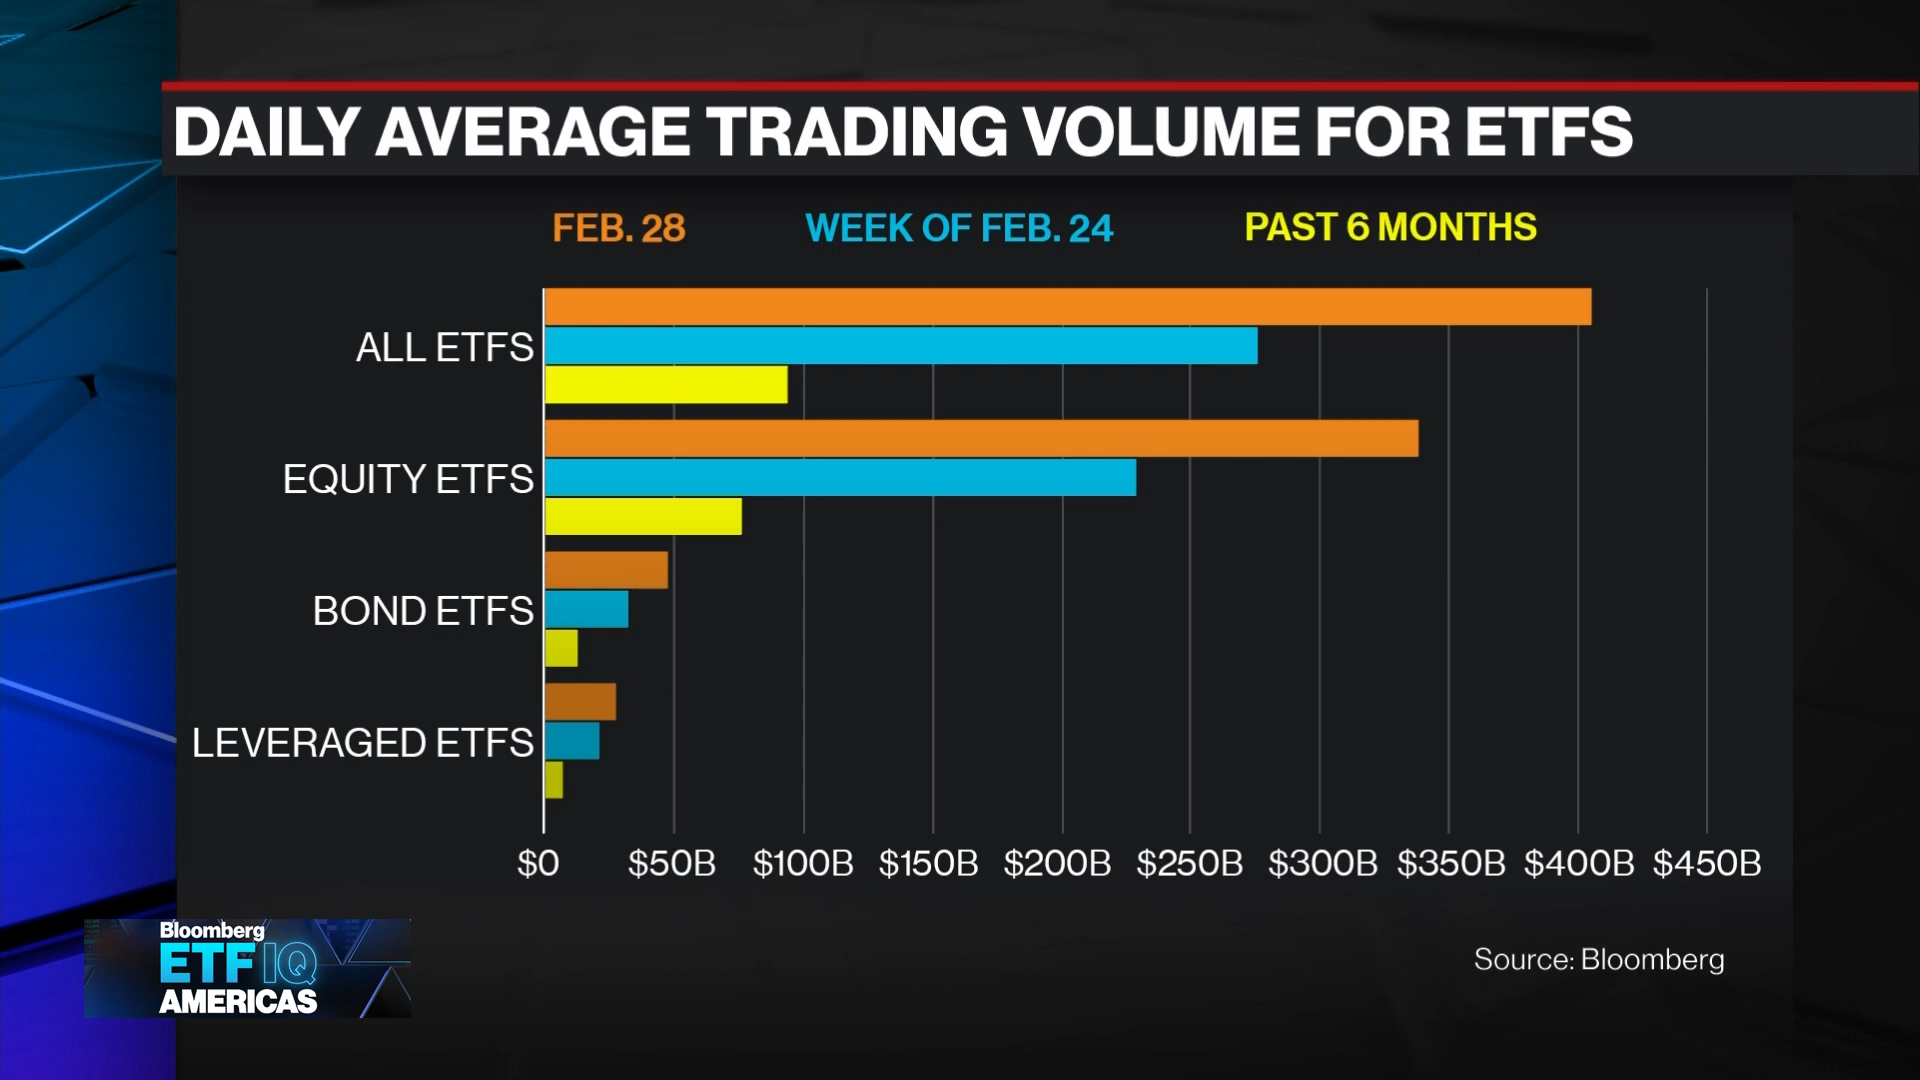 DAILY AVERAGE TRADING VOLUME FOR ETFS
FEB. 28 WEEK OF FEB. 24 PAST 6 MONTHS
ALL ETFS
EQUITY ETFS
BOND ETFS
LEVERAGED ETFS
$0 $50B $100B $150B $200B $250B $300B $350B $400B $450B
Bloomberg
ETF IQ
AMERICAS
Source: Bloomberg